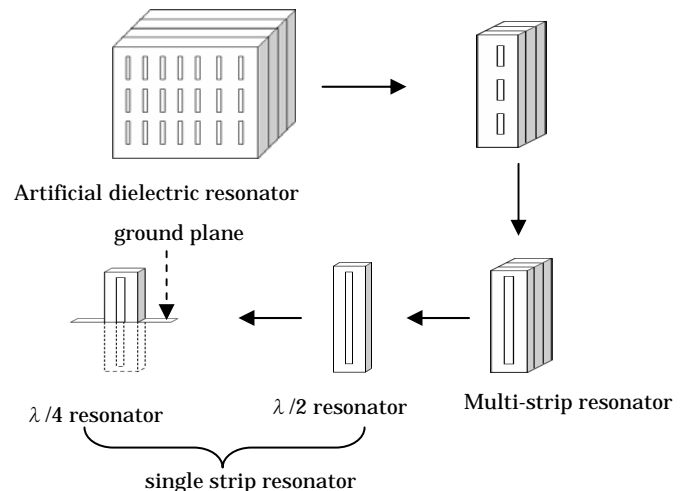 Artificial dielectric resonator
ground plane
λ/4 resonator
λ/2 resonator
Multi-strip resonator
single strip resonator